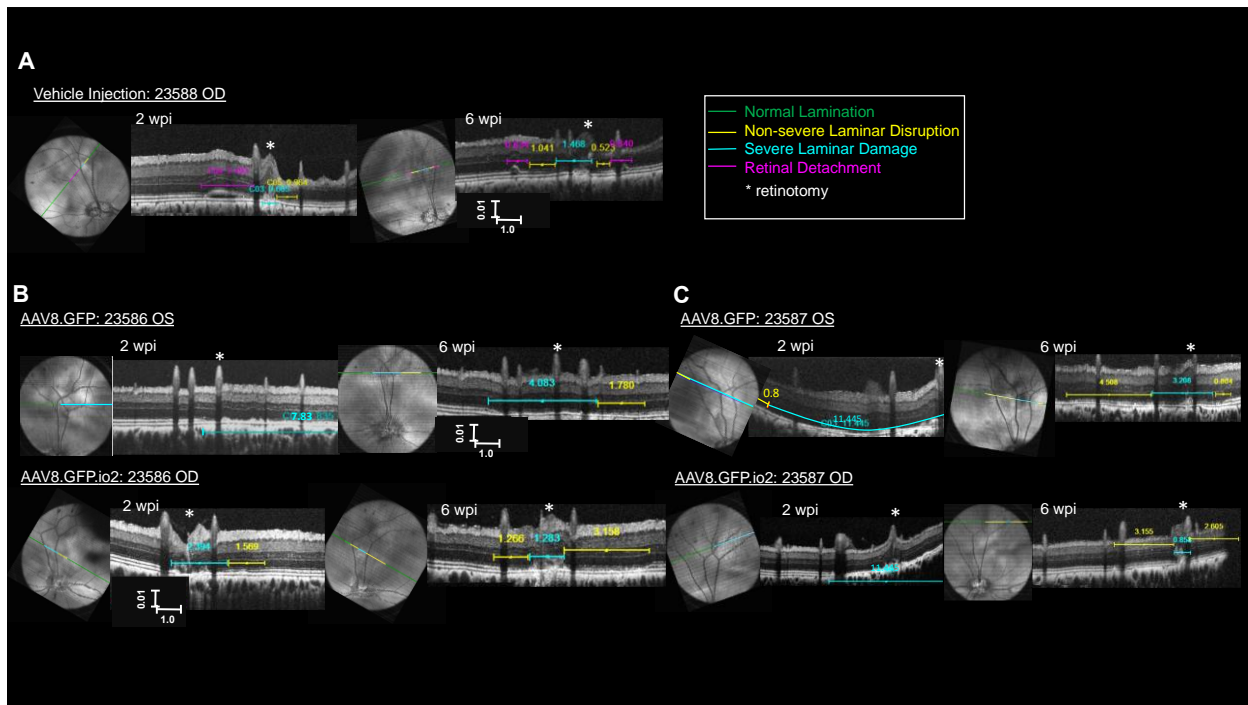 A
Vehicle Injection: 23588 OD
2 wpi
*
6 wpi
*
1.041
1.468
0.523
0.01
1.0
Normal Lamination
Non-severe Laminar Disruption
Severe Laminar Damage
Retinal Detachment
* retinotomy
B
AAV8.GFP: 23586 OS
2 wpi
*
7.83
6 wpi
*
4.083
1.780
0.01
1.0
AAV8.GFP.io2: 23586 OD
2 wpi
*
1.569
0.01
1.0
6 wpi
*
1.266
1.283
3.158
C
AAV8.GFP: 23587 OS
2 wpi
*
0.8
11.445
6 wpi
*
4.508
3.206
AAV8.GFP.io2: 23587 OD
2 wpi
*
6 wpi
*
3.155
2.605